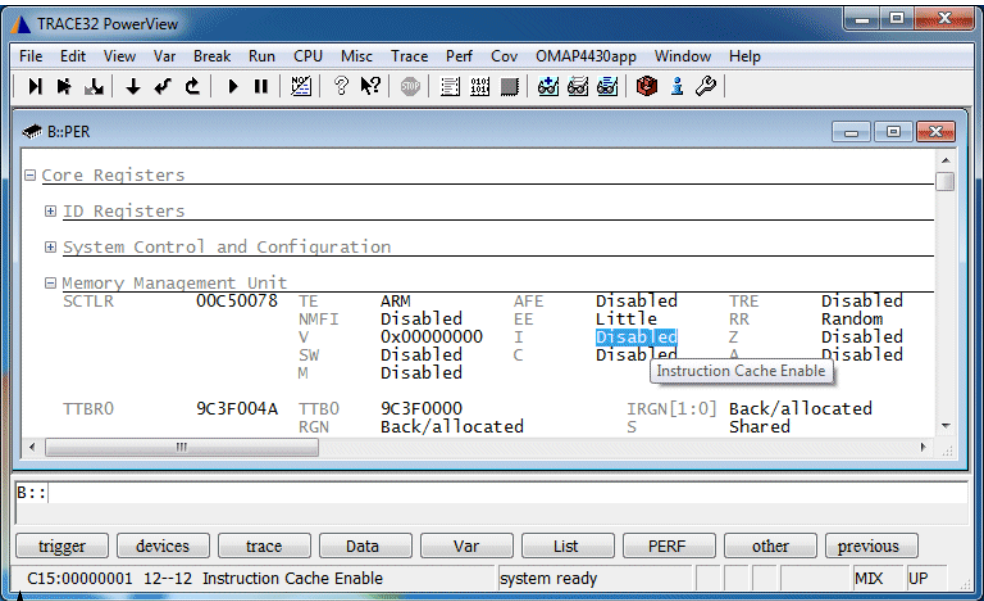 TRACE32 PowerView
File Edit View Var Break Run CPU Misc Trace Perf Cov OMAP4430app Window Help
B::PER
Core Registers
ID Registers
System Control and Configuration
Memory Management Unit
SCTLR 00C50078 TE ARM AFE Disabled TRE Disabled
NMFI Disabled EE Little RR Random
V 0x00000000 I Disabled Z Disabled
SW Disabled C Disabled A Disabled
M Disabled
Instruction Cache Enable
TTBR0 9C3F004A TTB0 9C3F0000 IRGN[1:0] Back/allocated
RGN Back/allocated S Shared
B::
trigger devices trace Data Var List PERF other previous
C15:00000001 12--12 Instruction Cache Enable system ready MIX UP